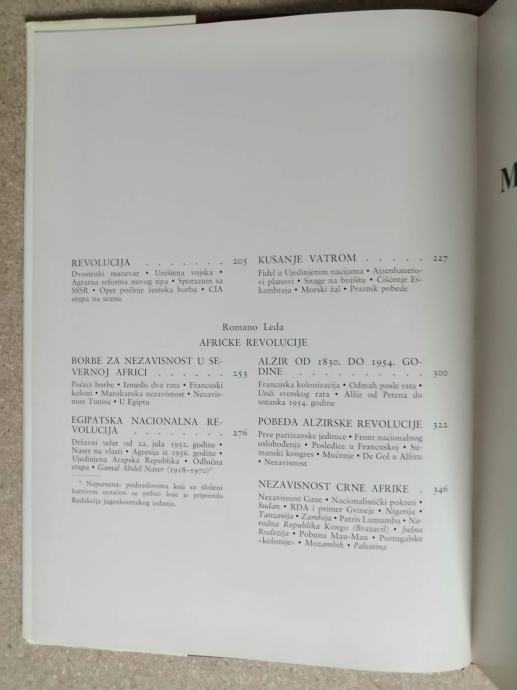 REVOLUCIJA . . . . . . . 205
Dvostruki manevar • Uništena vojska •
Agrarna reforma novog tipa • Sporazum sa
SSSR • Opet počinje žestoka borba • CIA
stupa na scenu
KUŠANJE VATROM . . . . . 227
Fidel u Ujedinjenim nacijama • Ajzenhauero-
vi planovi • Snage na bojištu • Čišćenje Es-
kambraja • Morski žal • Praznik pobede
Romano Leda
AFRIČKE REVOLUCIJE
BORBE ZA NEZAVISNOST U SE-
VERNOJ AFRICI . . . . . . 253
Počeci borbe • Između dva rata • Francuski
koloni • Marokanska nezavisnost • Nezavis-
nost Tunisa • U Egiptu
EGIPATSKA NACIONALNA RE-
VOLUCIJA . . . . . . . 276
Državni udar od 22. jula 1952. godine •
Naser na vlasti • Agresija iz 1956. godine •
Ujedinjena Arapska Republika • Odlučna
etapa • Gamal Abdel Naser (1918–1970)*
* Napomena: podnaslovima koji su složeni
kurzivom označeni su prilozi koje je pripremila
Redakcija jugoslovenskog izdanja.
ALŽIR OD 1830. DO 1954. GO-
DINE . . . . . . . . . . 300
Francuska kolonizacija • Odmah posle rata •
Uoči svetskog rata • Alžir od Petena do
ustanka 1954. godine
POBEDA ALŽIRSKE REVOLUCIJE 322
Prve partizanske jedinice • Front nacionalnog
oslobođenja • Posledice u Francuskoj • Su-
manski kongres • Mučenje • De Gol u Alžiru
• Nezavisnost
NEZAVISNOST CRNE AFRIKE . 346
Nezavisnost Gane • Nacionalistički pokreti •
Sudan • RDA i primer Gvineje • Nigerija •
Tanzanija • Zambija • Patris Lumumba • Na-
rodna Republika Kongo (Brazavil) • Južna
Rodezija • Pobuna Mau-Mau • Portugalske
«kolonije» • Mozambik • Palestina
M